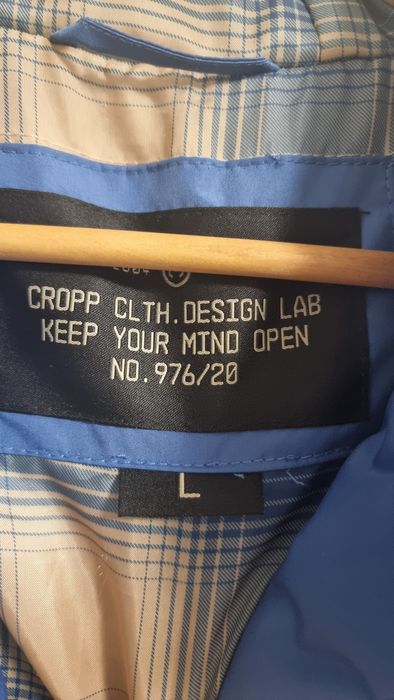 CROPP CLTH.DESIGN LAB
KEEP YOUR MIND OPEN
NO.976/20
L